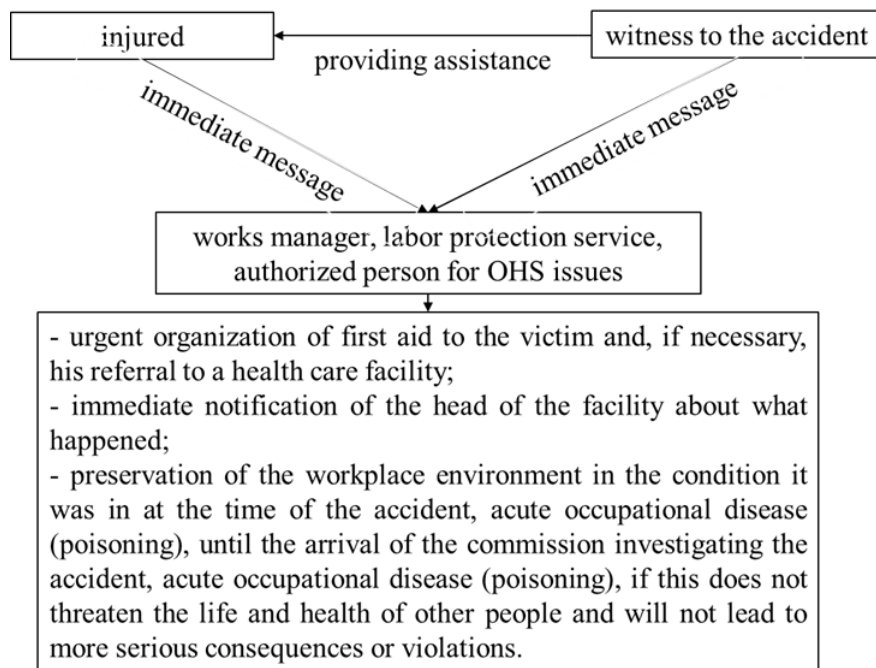 injured
witness to the accident
providing assistance
immediate message
immediate message
works manager, labor protection service,
authorized person for OHS issues
- urgent organization of first aid to the victim and, if necessary,
his referral to a health care facility;
- immediate notification of the head of the facility about what
happened;
- preservation of the workplace environment in the condition it
was in at the time of the accident, acute occupational disease
(poisoning), until the arrival of the commission investigating the
accident, acute occupational disease (poisoning), if this does not
threaten the life and health of other people and will not lead to
more serious consequences or violations.